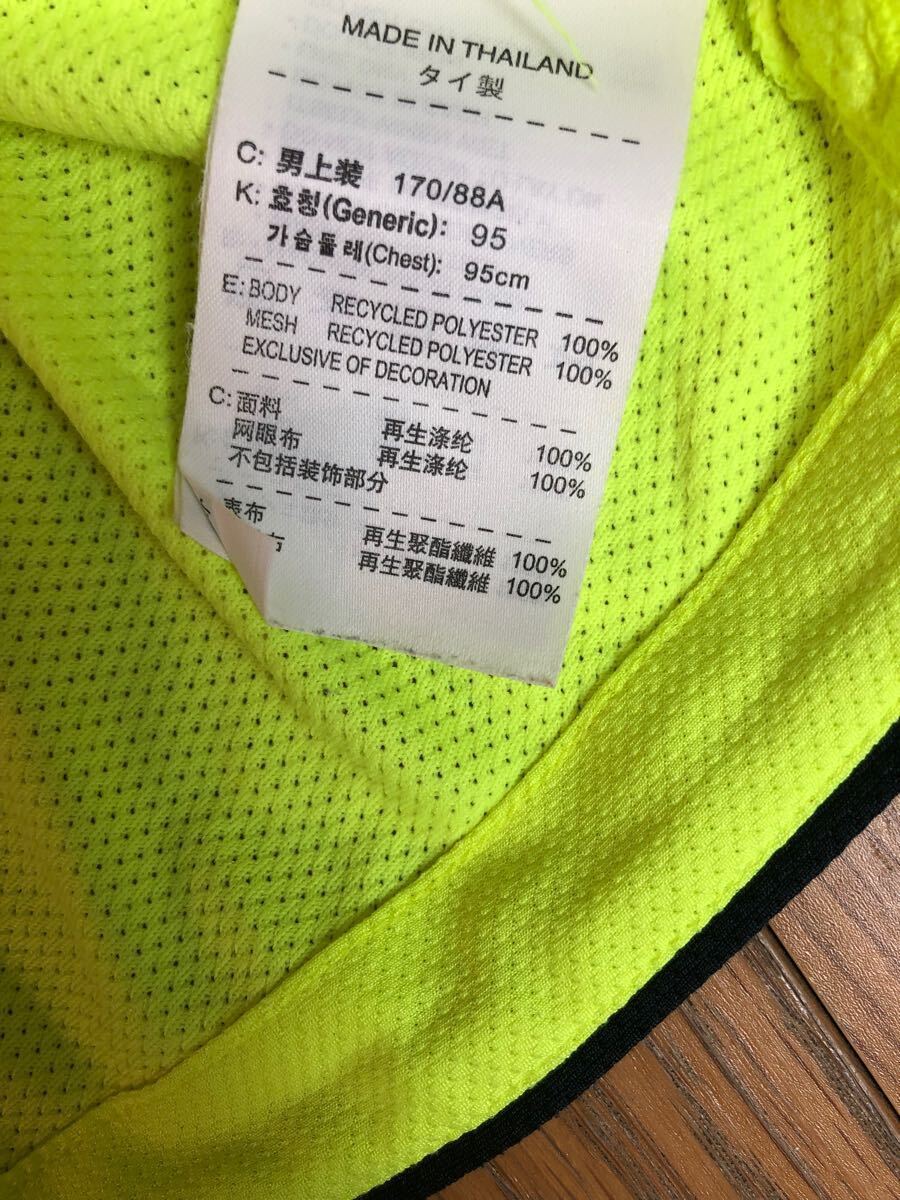 MADE IN THAILAND
タイ製
C: 男上装 170/88A
K: 호칭(Generic): 95
가슴둘레(Chest): 95cm
E: BODY RECYCLED POLYESTER 100%
MESH RECYCLED POLYESTER 100%
EXCLUSIVE OF DECORATION
C: 面料 再生涤纶 100%
网眼布 再生涤纶 100%
不包括装饰部分
表布 再生聚酯纖維 100%
布 再生聚酯纖維 100%